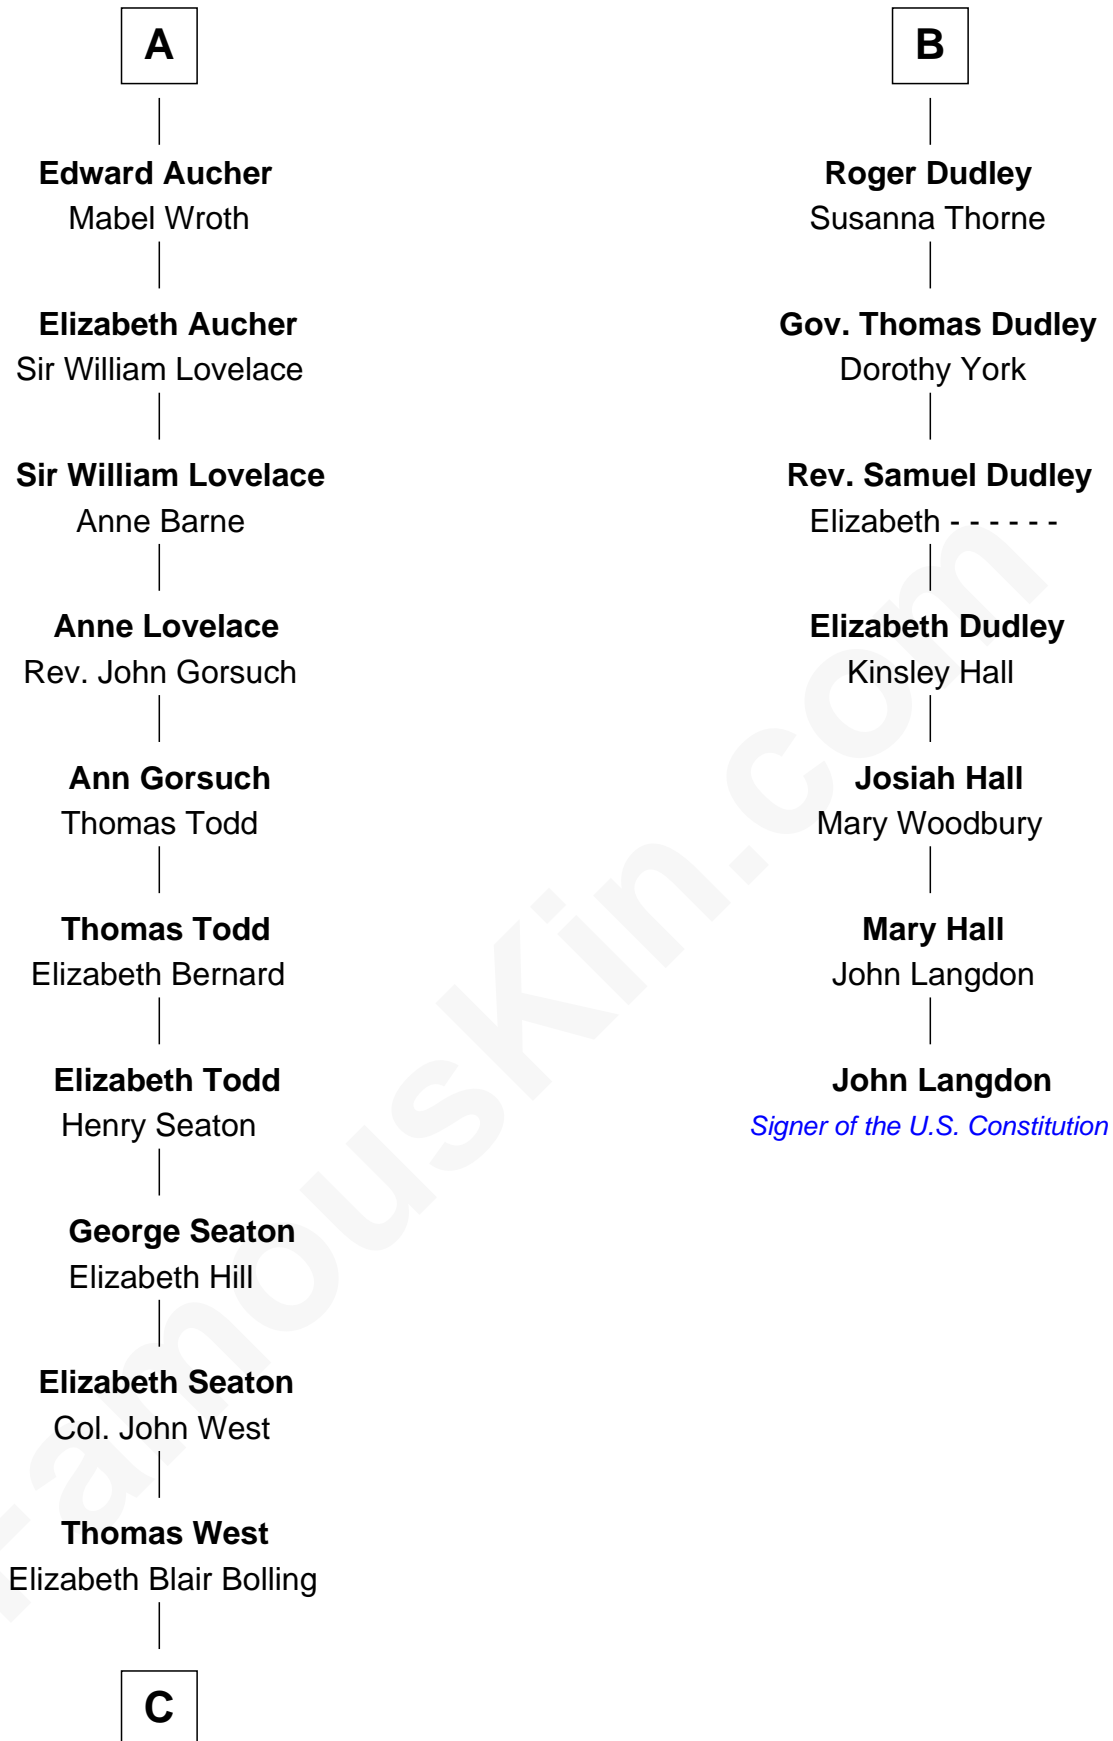 A
Edward Aucher
Mabel Wroth
Elizabeth Aucher
Sir William Lovelace
Sir William Lovelace
Anne Barne
Anne Lovelace
Rev. John Gorsuch
Ann Gorsuch
Thomas Todd
Thomas Todd
Elizabeth Bernard
Elizabeth Todd
Henry Seaton
George Seaton
Elizabeth Hill
Elizabeth Seaton
Col. John West
Thomas West
Elizabeth Blair Bolling
C
B
Roger Dudley
Susanna Thorne
Gov. Thomas Dudley
Dorothy York
Rev. Samuel Dudley
Elizabeth - - - - - -
Elizabeth Dudley
Kinsley Hall
Josiah Hall
Mary Woodbury
Mary Hall
John Langdon
John Langdon
Signer of the U.S. Constitution
FamousKin.com